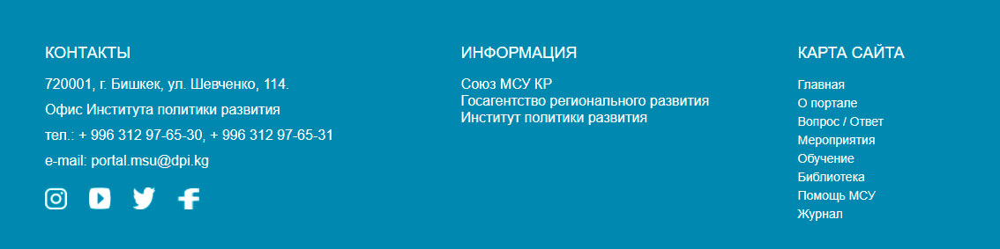 КОНТАКТЫ
720001, г. Бишкек, ул. Шевченко, 114.
Офис Института политики развития
тел.: + 996 312 97-65-30, + 996 312 97-65-31
e-mail: portal.msu@dpi.kg
ИНФОРМАЦИЯ
Союз МСУ КР
Госагентство регионального развития
Институт политики развития
КАРТА САЙТА
Главная
О портале
Вопрос / Ответ
Мероприятия
Обучение
Библиотека
Помощь МСУ
Журнал